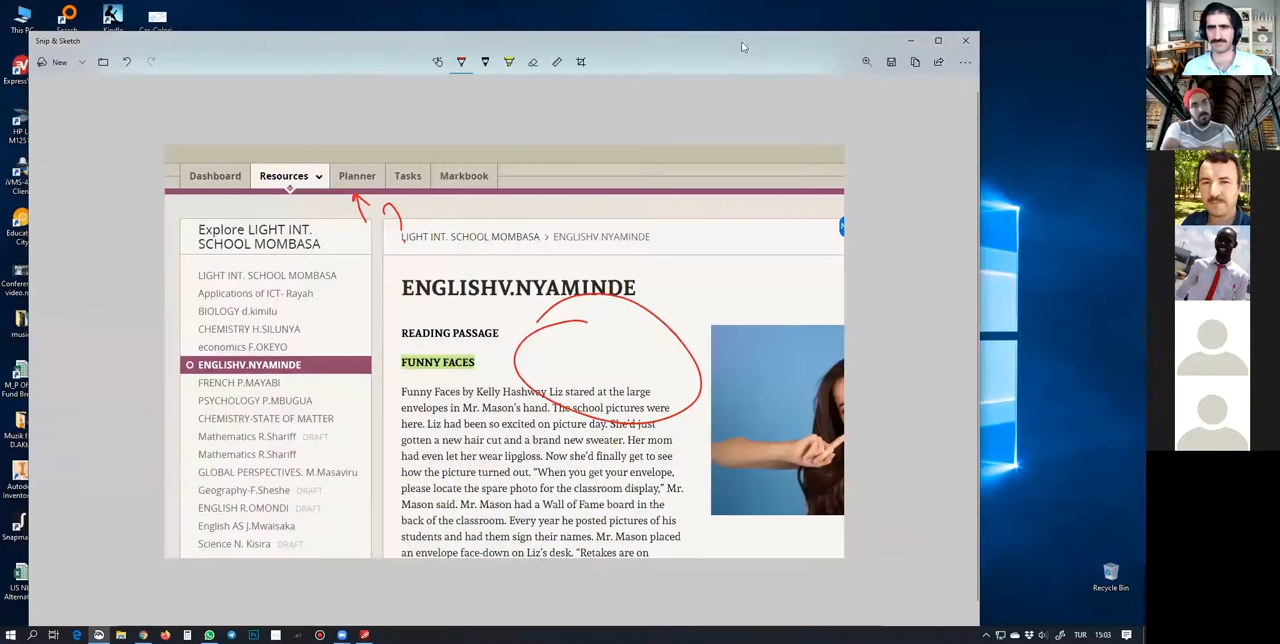 This PC
Search
Kindle
Snip & Sketch
New
Dashboard
Resources
Planner
Tasks
Markbook
Explore LIGHT INT.
SCHOOL MOMBASA
LIGHT INT. SCHOOL MOMBASA
Applications of ICT- Rayah
BIOLOGY d.kimilu
CHEMISTRY H.SILUNYA
economics F.OKEYO
ENGLISHV.NYAMINDE
FRENCH P.MAYABI
PSYCHOLOGY P.MBUGUA
CHEMISTRY-STATE OF MATTER
Mathematics R.Shariff DRAFT
Mathematics R.Shariff
GLOBAL PERSPECTIVES. M.Masaviru
Geography-F.Sheshe DRAFT
ENGLISH R.OMONDI DRAFT
English AS J.Mwaisaka
Science N. Kisira DRAFT
LIGHT INT. SCHOOL MOMBASA > ENGLISHV.NYAMINDE
ENGLISHV.NYAMINDE
READING PASSAGE
FUNNY FACES
Funny Faces by Kelly Hashway Liz stared at the large
envelopes in Mr. Mason's hand. The school pictures were
here. Liz had been so excited on picture day. She'd just
gotten a new hair cut and a brand new sweater. Her mom
had even let her wear lipgloss. Now she'd finally get to see
how the picture turned out. “When you get your envelope,
please locate the spare photo for the classroom display,” Mr.
Mason said. Mr. Mason had a Wall of Fame board in the
back of the classroom. Every year he posted pictures of his
students and had them sign their names. Mr. Mason placed
an envelope face-down on Liz's desk. “Retakes are on
Recycle Bin
TUR
15:03